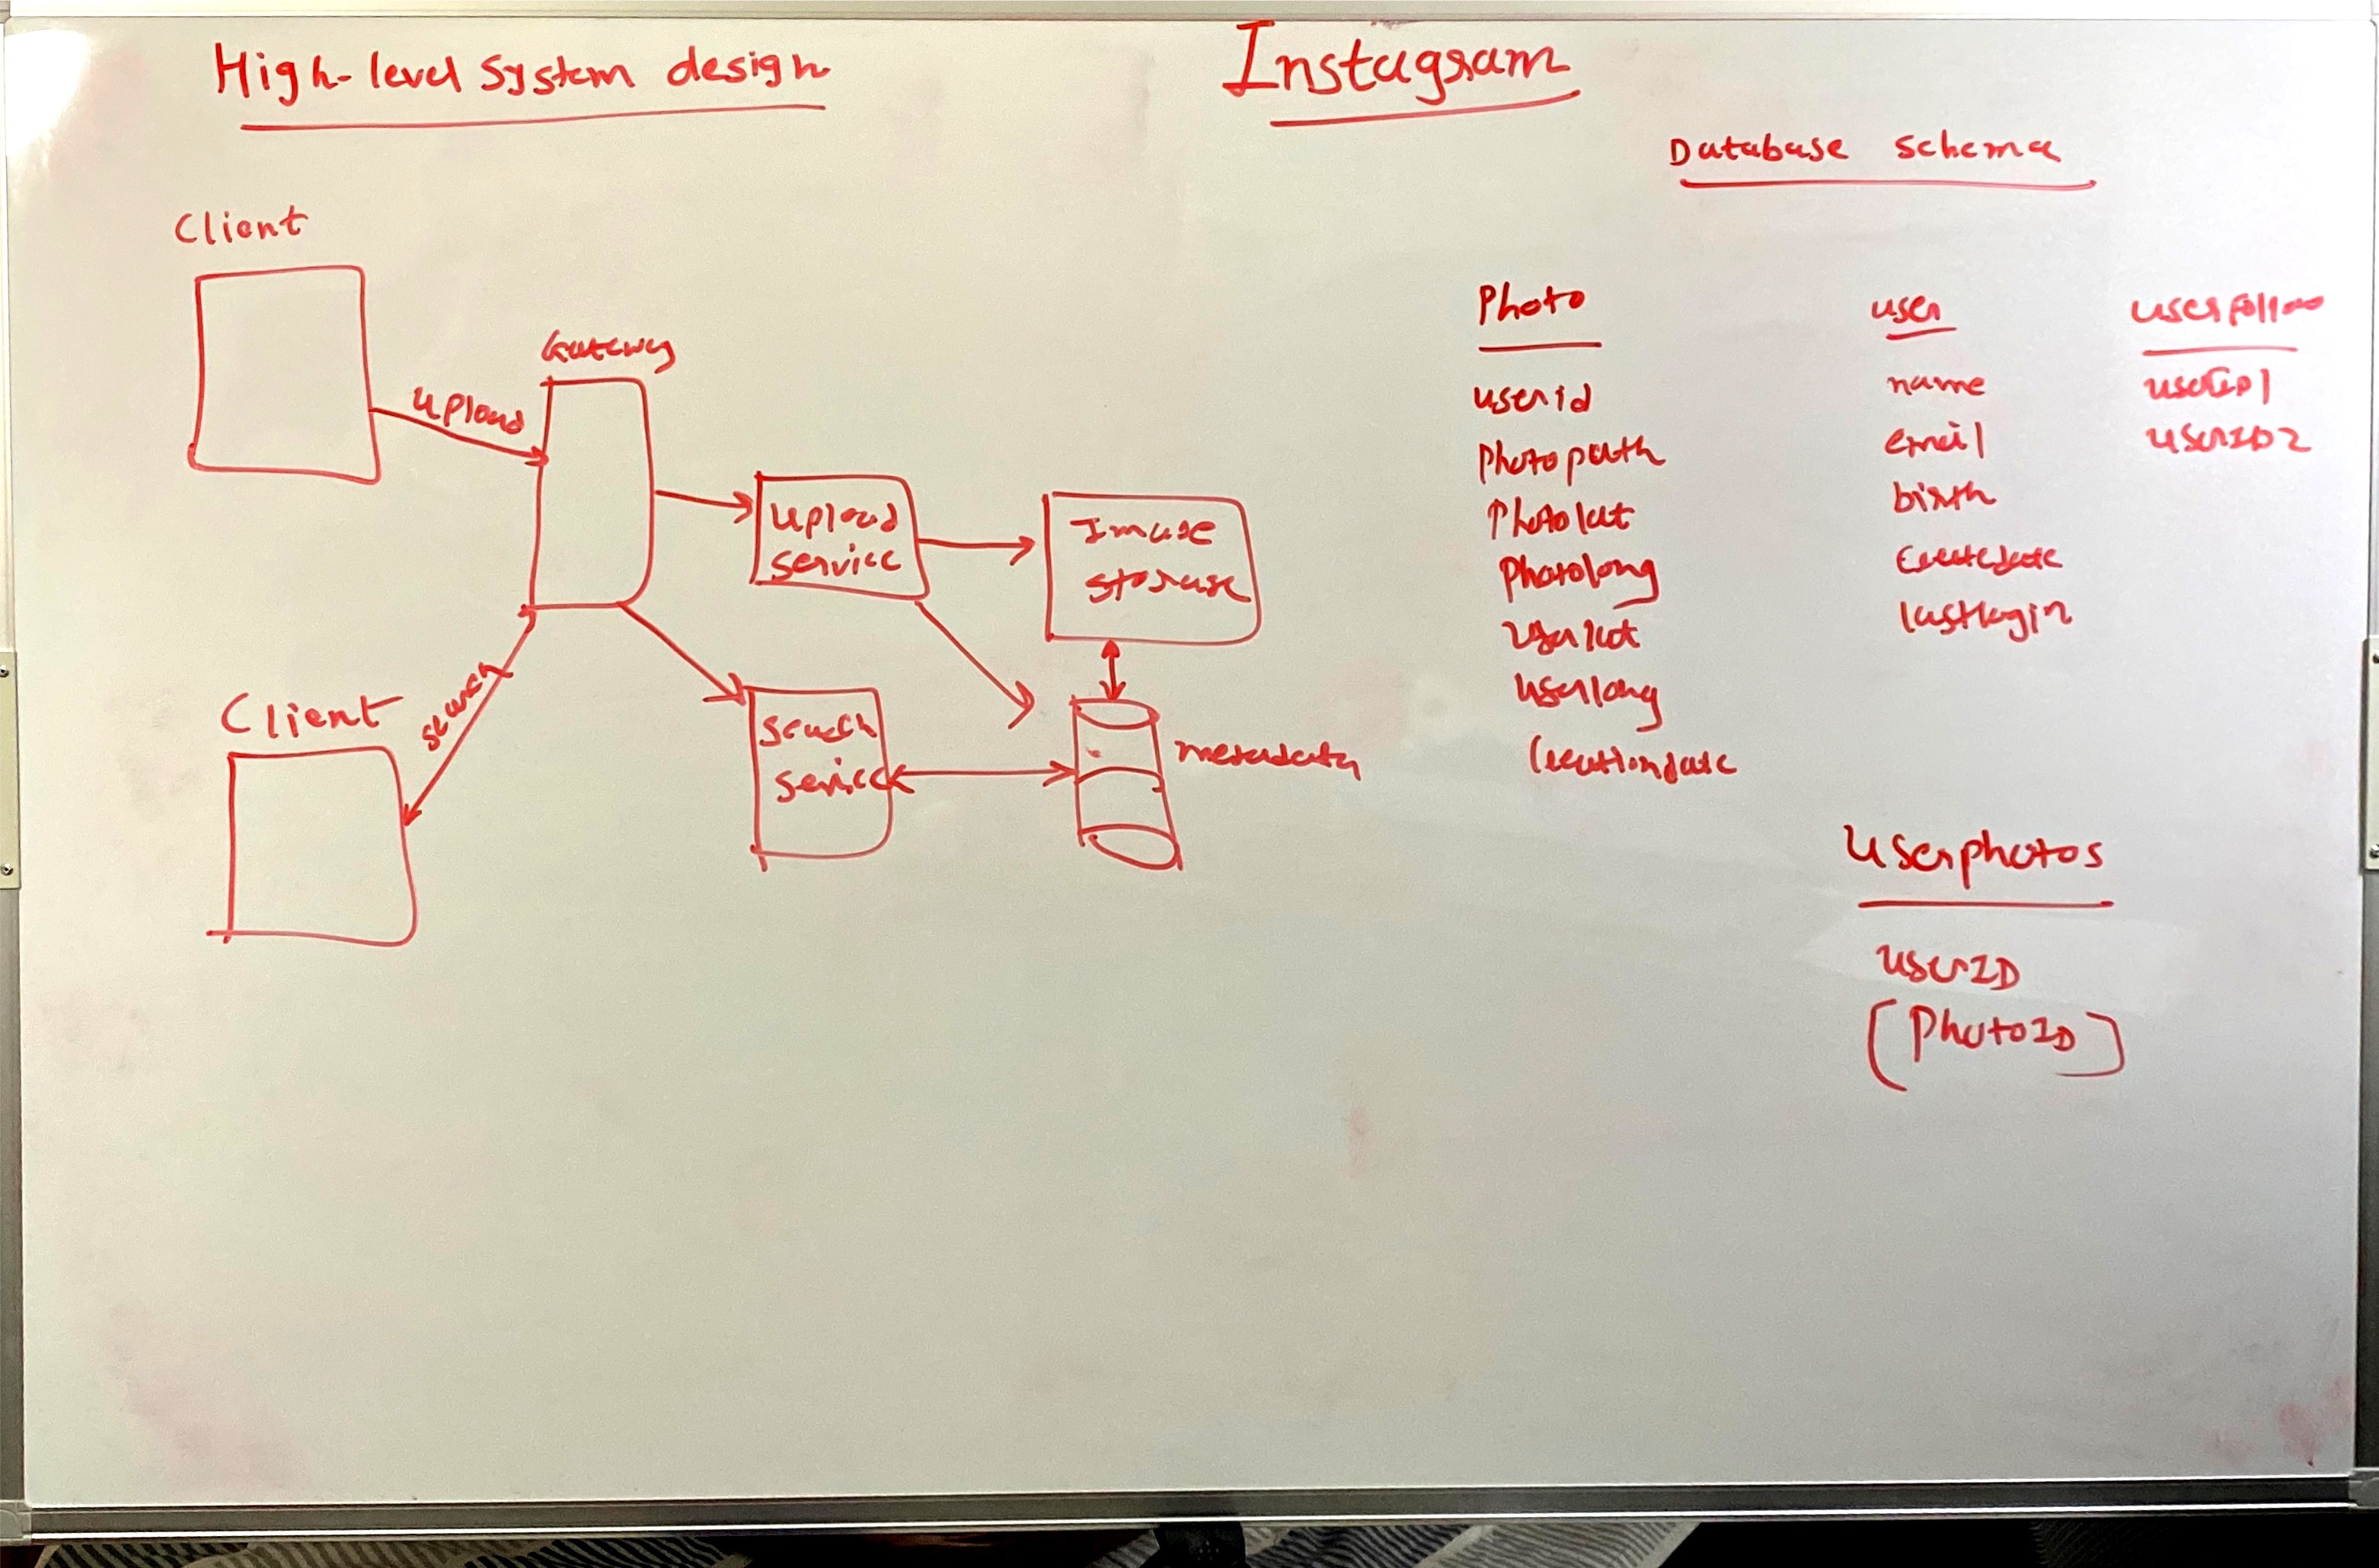 High-level system design
Instagram
Database schema
Client
Gateway
upload
upload
service
Image
storage
Client
search
search
service
metadata
Photo
userid
Photopath
Photolat
Photolong
userlat
userlong
Creationdate
user
name
email
birth
Createdate
lastlogin
userfollow
userID1
userID2
Userphotos
userID
[PhotoID]